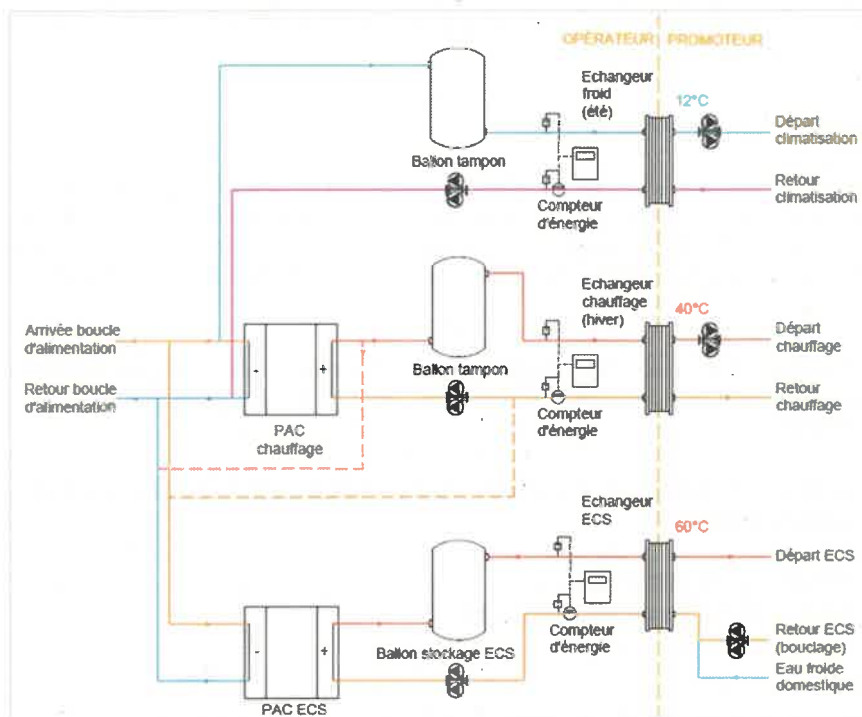 OPÉRATEUR
PROMOTEUR
Echangeur
froid
(été)
12°C
Départ
climatisation
Ballon tampon
Retour
climatisation
Compteur
d'énergie
Echangeur
chauffage
(hiver)
40°C
Arrivée boucle
d'alimentation
Départ
chauffage
Ballon tampon
Retour boucle
d'alimentation
-
+
Retour
chauffage
Compteur
d'énergie
PAC
chauffage
Echangeur
ECS
60°C
Départ ECS
Ballon stockage ECS
Compteur
d'énergie
Retour ECS
(bouclage)
-
+
Eau froide
domestique
PAC ECS